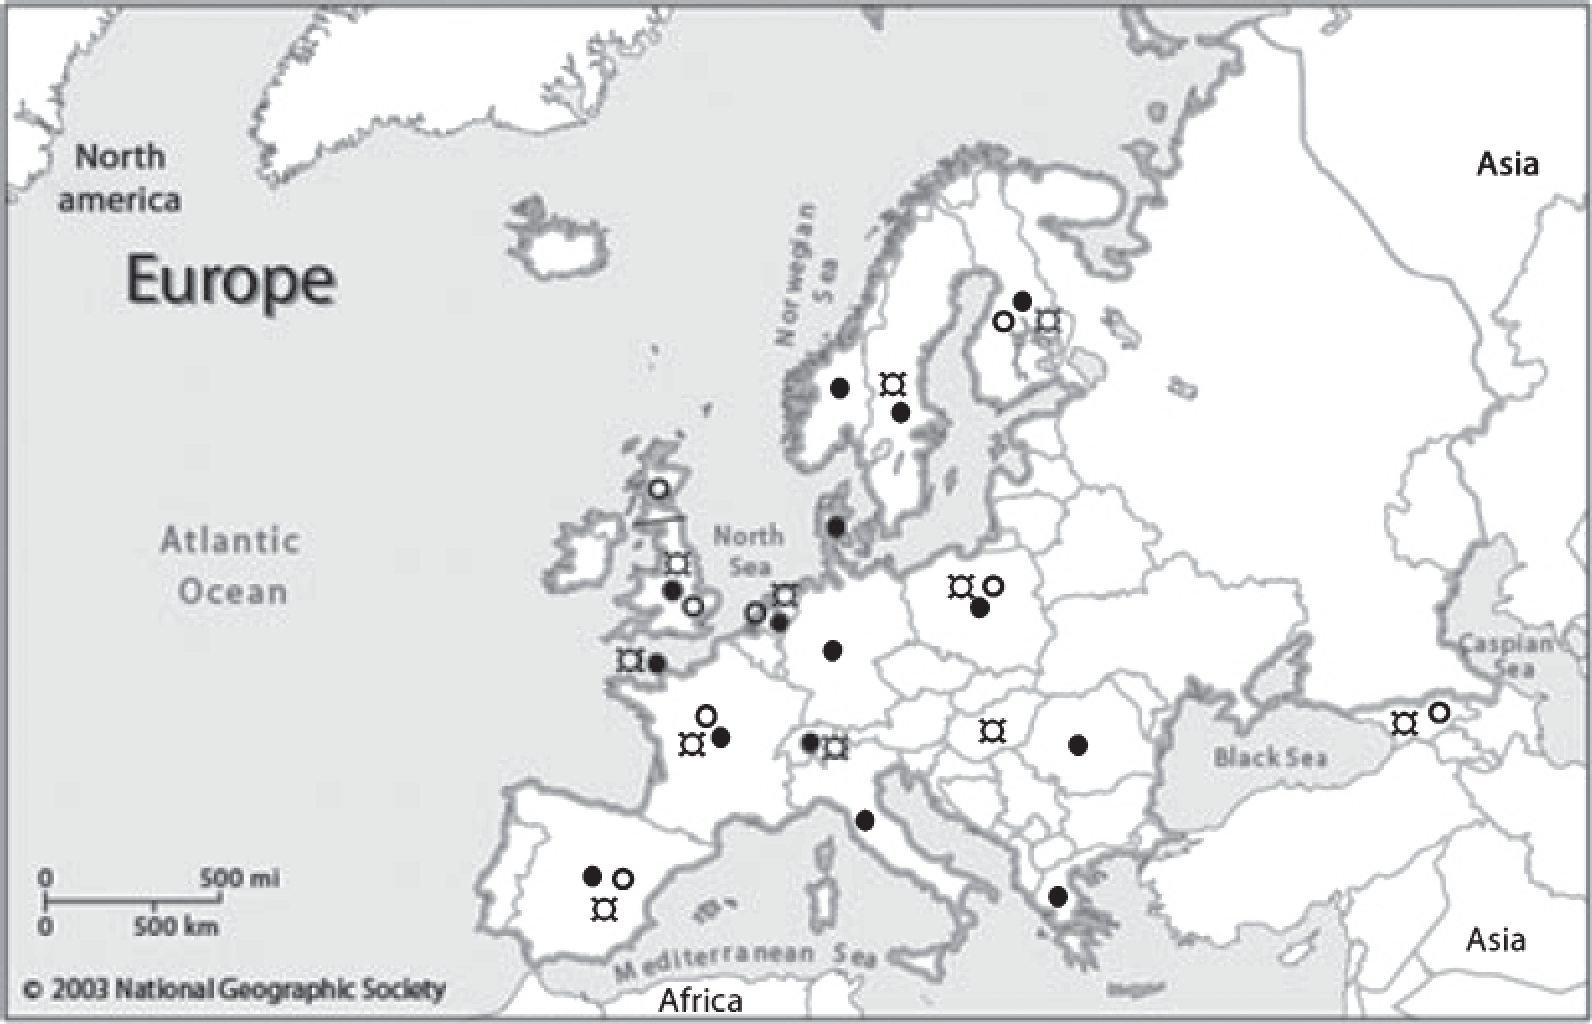 North
america
Europe
Asia
Norwegian
Sea
Atlantic
Ocean
North
Sea
Caspian
Sea
Black Sea
0
500 mi
0
500 km
Mediterranean Sea
Asia
© 2003 National Geographic Society
Africa